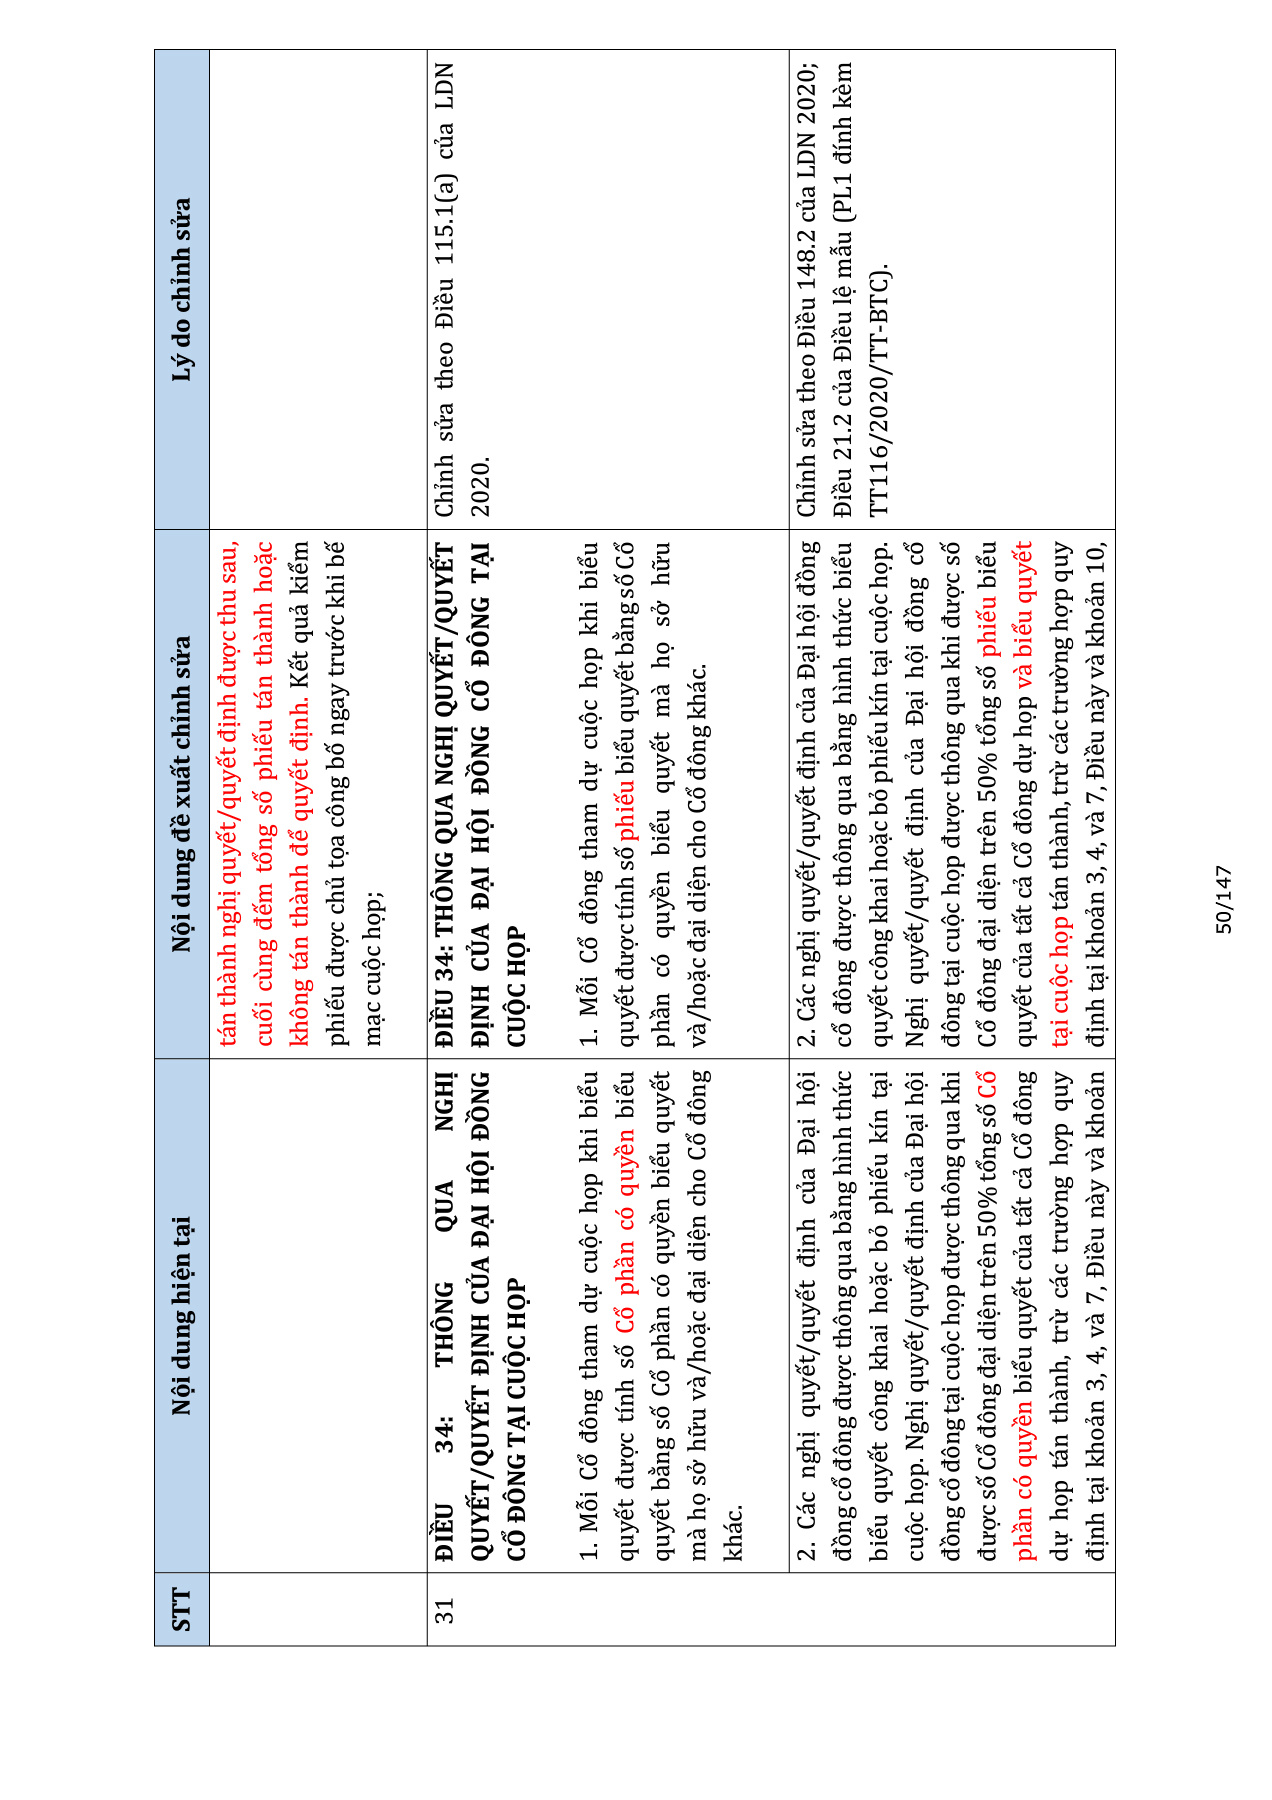 STT
Nội dung hiện tại
Nội dung đề xuất chỉnh sửa
Lý do chỉnh sửa
tán thành nghị quyết/quyết định được thu sau,
cuối cùng đếm tổng số phiếu tán thành hoặc
không tán thành để quyết định. Kết quả kiểm
phiếu được chủ tọa công bố ngay trước khi bế
mạc cuộc họp;
31
ĐIỀU 34: THÔNG QUA NGHỊ
QUYẾT/QUYẾT ĐỊNH CỦA ĐẠI HỘI ĐỒNG
CỔ ĐÔNG TẠI CUỘC HỌP
1. Mỗi Cổ đông tham dự cuộc họp khi biểu
quyết được tính số Cổ phần có quyền biểu
quyết bằng số Cổ phần có quyền biểu quyết
mà họ sở hữu và/hoặc đại diện cho Cổ đông
khác.
ĐIỀU 34: THÔNG QUA NGHỊ QUYẾT/QUYẾT
ĐỊNH CỦA ĐẠI HỘI ĐỒNG CỔ ĐÔNG TẠI
CUỘC HỌP
1. Mỗi Cổ đông tham dự cuộc họp khi biểu
quyết được tính số phiếu biểu quyết bằng số Cổ
phần có quyền biểu quyết mà họ sở hữu
và/hoặc đại diện cho Cổ đông khác.
Chỉnh sửa theo Điều 115.1(a) của LDN
2020.
2. Các nghị quyết/quyết định của Đại hội
đồng cổ đông được thông qua bằng hình thức
biểu quyết công khai hoặc bỏ phiếu kín tại
cuộc họp. Nghị quyết/quyết định của Đại hội
đồng cổ đông tại cuộc họp được thông qua khi
được số Cổ đông đại diện trên 50% tổng số Cổ
phần có quyền biểu quyết của tất cả Cổ đông
dự họp tán thành, trừ các trường hợp quy
định tại khoản 3, 4, và 7, Điều này và khoản
2. Các nghị quyết/quyết định của Đại hội đồng
cổ đông được thông qua bằng hình thức biểu
quyết công khai hoặc bỏ phiếu kín tại cuộc họp.
Nghị quyết/quyết định của Đại hội đồng cổ
đông tại cuộc họp được thông qua khi được số
Cổ đông đại diện trên 50% tổng số phiếu biểu
quyết của tất cả Cổ đông dự họp và biểu quyết
tại cuộc họp tán thành, trừ các trường hợp quy
định tại khoản 3, 4, và 7, Điều này và khoản 10,
Chỉnh sửa theo Điều 148.2 của LDN 2020;
Điều 21.2 của Điều lệ mẫu (PL1 đính kèm
TT116/2020/TT-BTC).
50/147